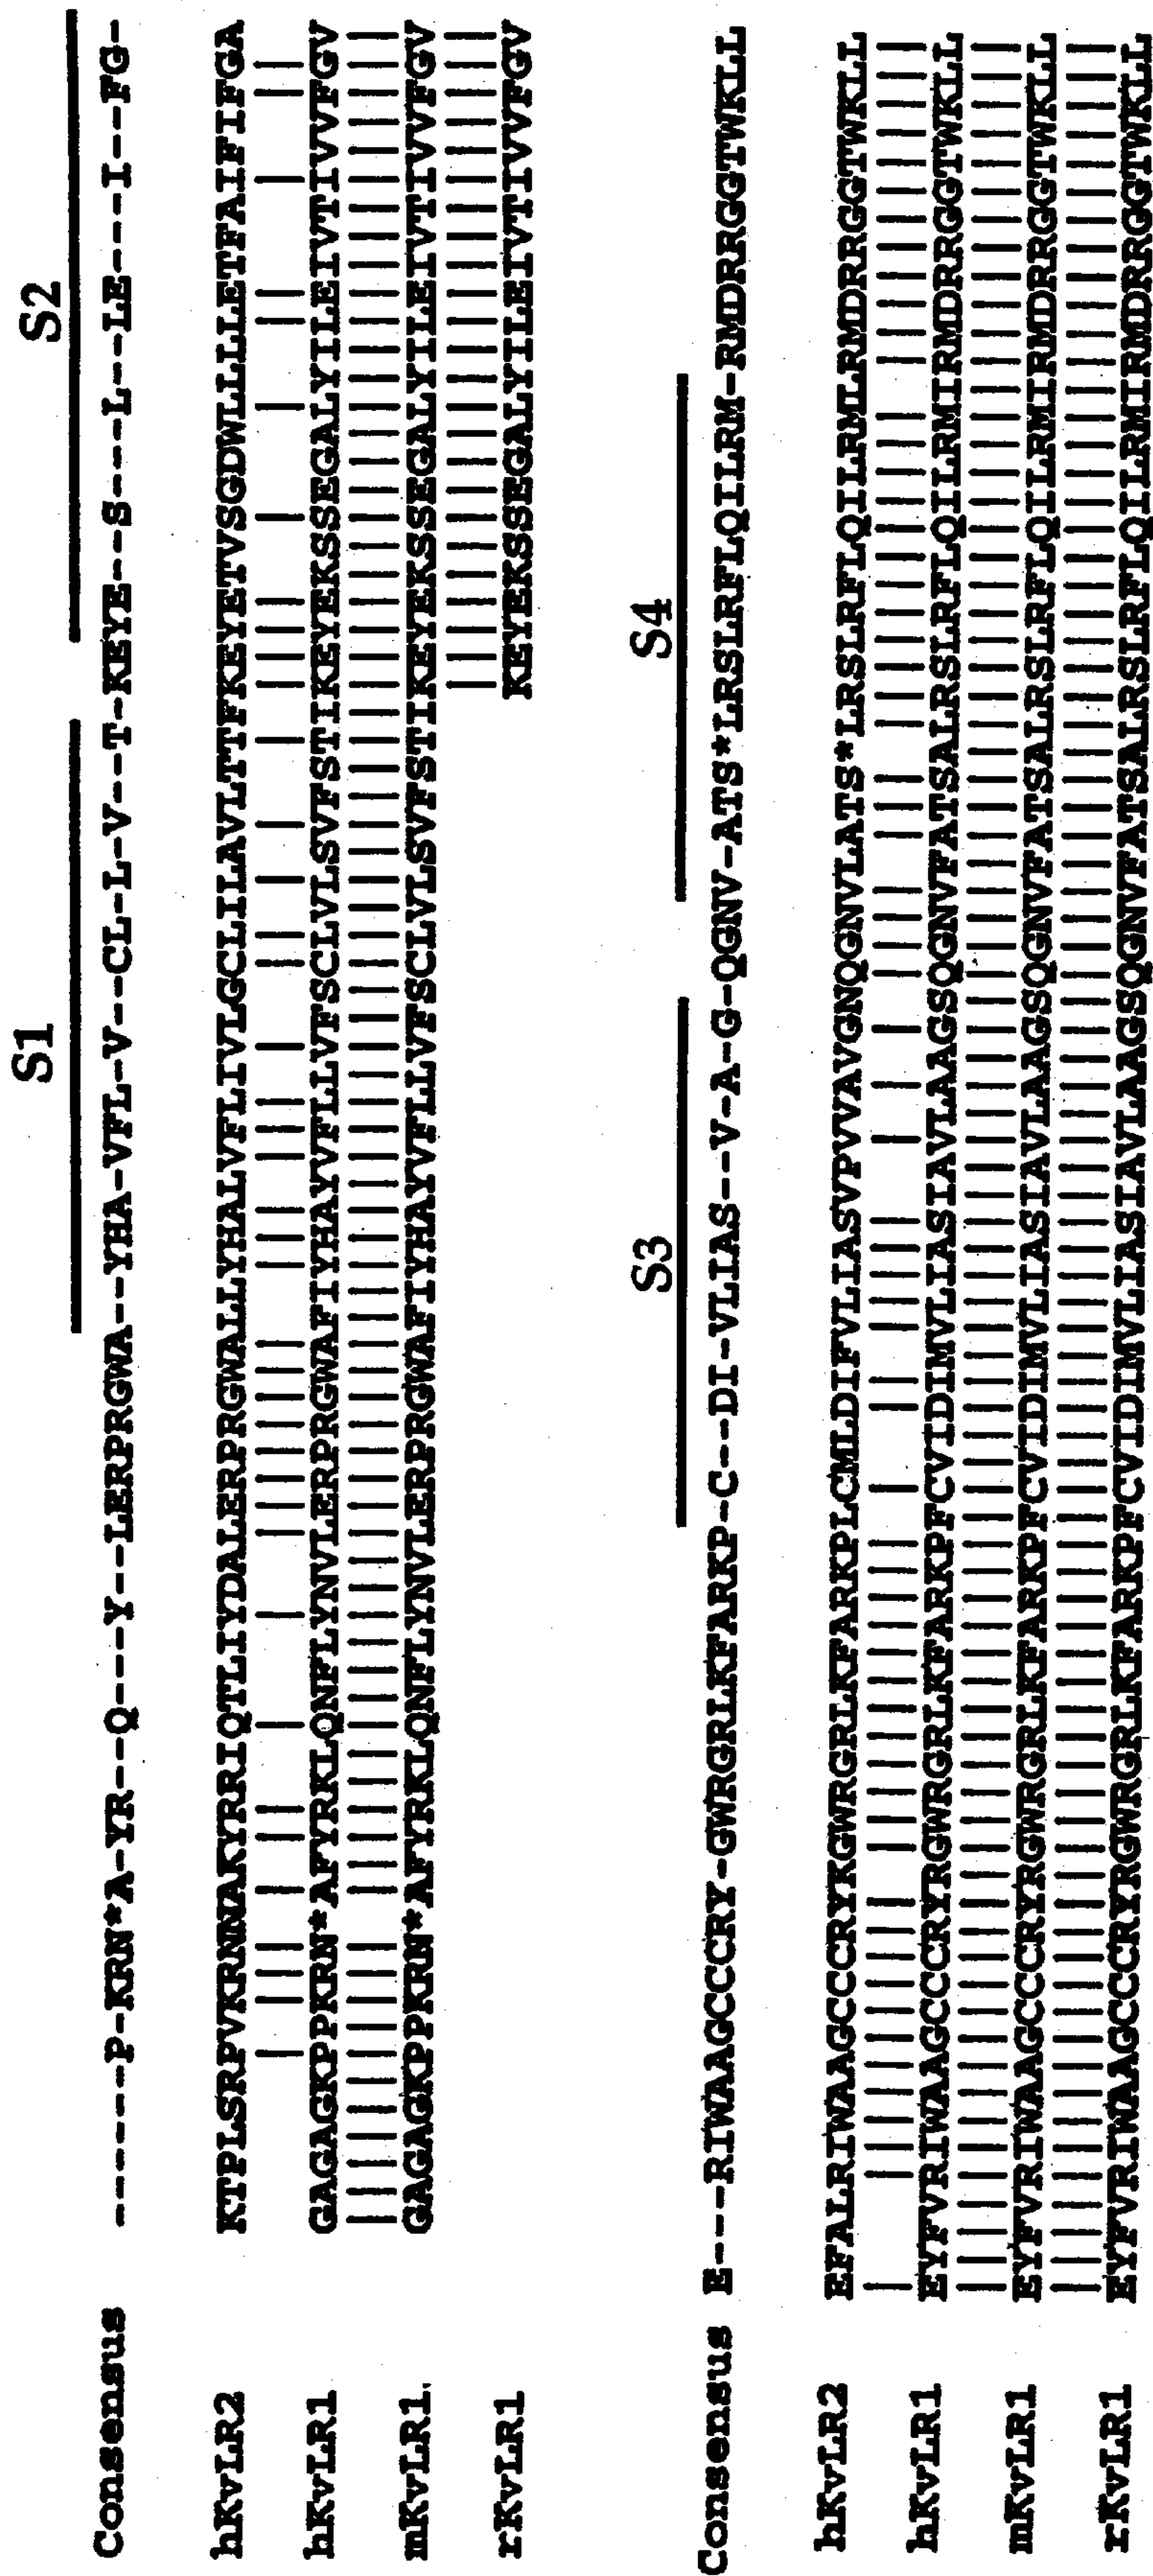 S1 S2
Consensus ------P-KRN*A-YR--Q---Y--LERPRGWA--YHA-VFL-V--CL-L-V--T-KEYE--S---L--LE----I--FG-
hKvLR2 KTPLSRPVKRNNAKYRRIQTLIYDALERPRGWALLYHALVFLIVLGCLILAVLTTFKEYETVSGDWLLLLETFAIFIFGA
hKvLR1 GAGAGKPPKRN*AFYRKLQNFLYNVLERPRGWAFIYHAYVFLLVFSCLVLSVFSTIKEYEKSSEGALYILEIVTIVVFGV
mKvLR1. GAGAGKPPKRN*AFYRKLQNFLYNVLERPRGWAFIYHAYVFLLVFSCLVLSVFSTIKEYEKSSEGALYILEIVTIVVFGV
rKvLR1 KEYEKSSEGALYILEIVTIVVFGV
S3 S4
Consensus E---RIWAAGCCCRY-GWRGRLKFARKP-C---DI-VLIAS--V-A-G-QGNV-ATS*LRSLRFLQILRM-RMDRRGGTWKLL
hKvLR2 EFALRIWAAGCCCRYKGWRGRLKFARKPLCMLDIFVLIASVPVVAVGNQGNVLATS*LRSLRFLQILRMLRMDRRGGTWKLL
hKvLR1 EYFVRIWAAGCCCRYRGWRGRLKFARKPFCVIDIMVLIASIAVLAAGSQGNVFATSALRSLRFLQILRMIRMDRRGGTWKLL
mKvLR1 EYFVRIWAAGCCCRYRGWRGRLKFARKPFCVIDIMVLIASIAVLAAGSQGNVFATSALRSLRFLQILRMIRMDRRGGTWKLL
rKvLR1 EYFVRIWAAGCCCRYRGWRGRLKFARKPFCVIDIMVLIASIAVLAAGSQGNVFATSALRSLRFLQILRMIRMDRRGGTWKLL